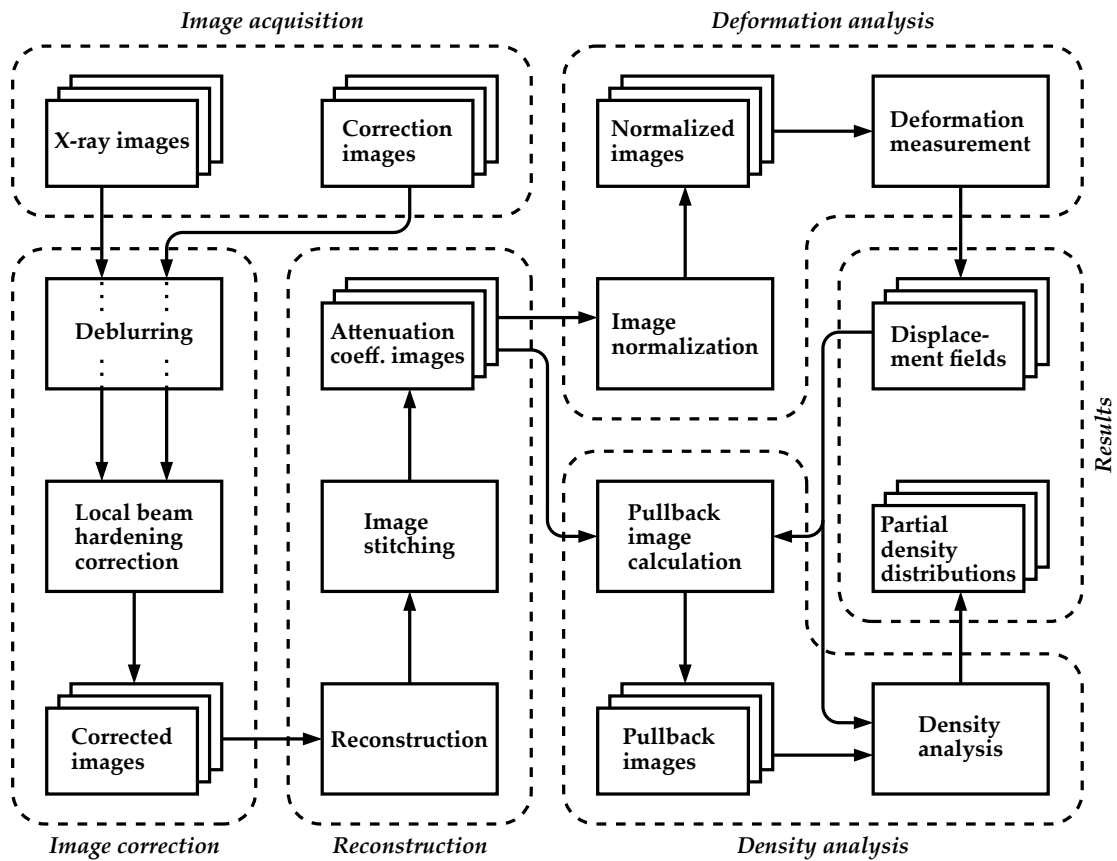 Image acquisition
Deformation analysis
X-ray images
Correction
images
Normalized
images
Deformation
measurement
Deblurring
Attenuation
coeff. images
Image
normalization
Displace-
ment fields
Results
Local beam
hardening
correction
Image
stitching
Pullback
image
calculation
Partial
density
distributions
Corrected
images
Reconstruction
Pullback
images
Density
analysis
Image correction
Reconstruction
Density analysis